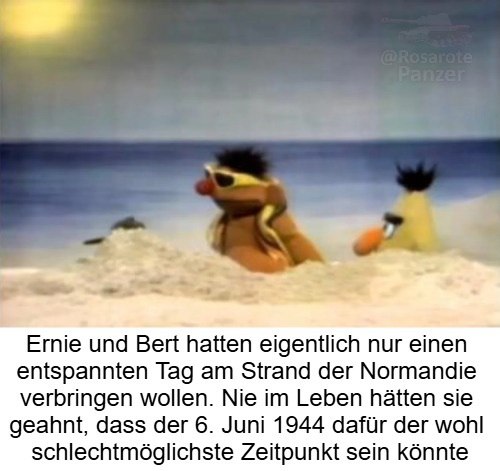 @Rosarote
Panzer
Ernie und Bert hatten eigentlich nur einen
entspannten Tag am Strand der Normandie
verbringen wollen. Nie im Leben hätten sie
geahnt, dass der 6. Juni 1944 dafür der wohl
schlechtmöglichste Zeitpunkt sein könnte